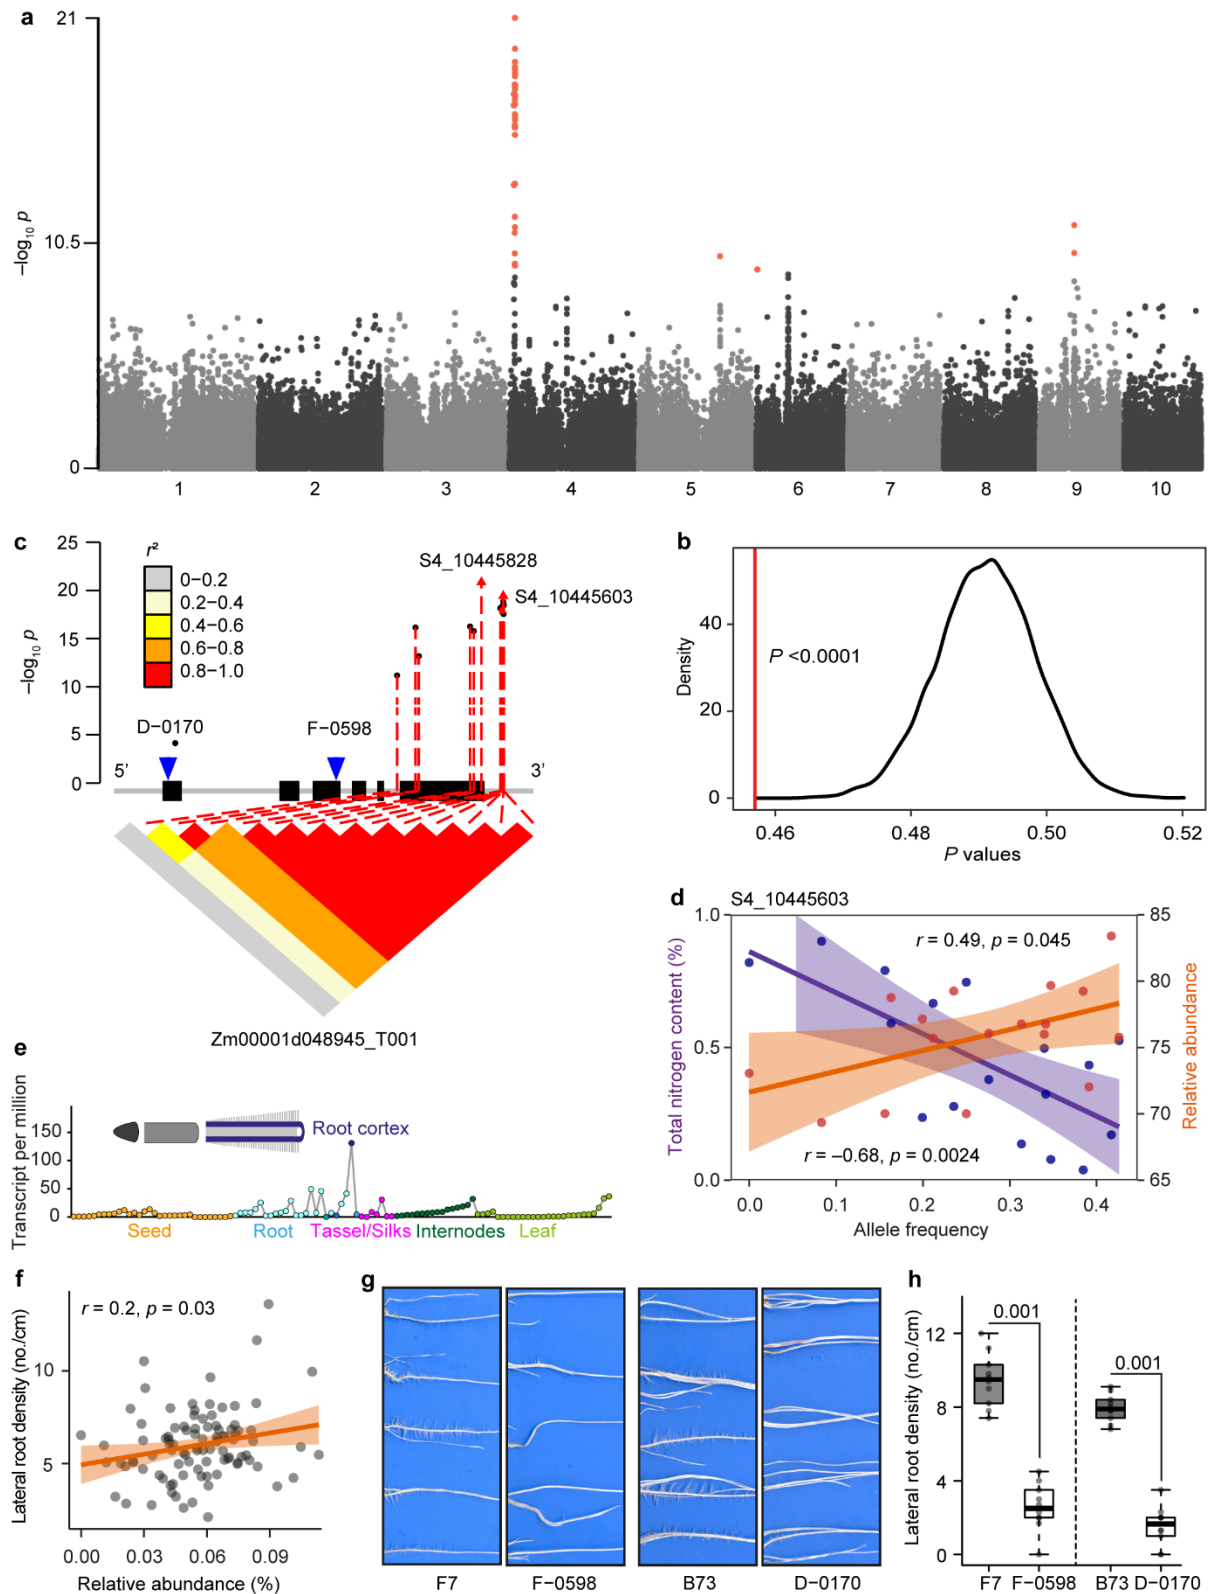 a
21
10.5
0
−log₁₀ p
1 2 3 4 5 6 7 8 9 10
c
25
20
15
10
5
0
−log₁₀ p
r²
0−0.2
0.2−0.4
0.4−0.6
0.6−0.8
0.8−1.0
S4_10445828
S4_10445603
D−0170
F−0598
5’
3’
b
Density
40
20
0
P <0.0001
0.46 0.48 0.50 0.52
P values
d
S4_10445603
Total nitrogen content (%)
1.0
0.5
0.0
r = 0.49, p = 0.045
r = −0.68, p = 0.0024
85
80
75
70
65
Relative abundance
0.0 0.1 0.2 0.3 0.4
Allele frequency
e
Zm00001d048945_T001
Transcript per million
150
100
50
0
Root cortex
Seed Root Tassel/Silks Internodes Leaf
f
Lateral root density (no./cm)
r = 0.2, p = 0.03
10
5
0.00 0.03 0.06 0.09
Relative abundance (%)
g
F7 F−0598 B73 D−0170
h
Lateral root density (no./cm)
12
8
4
0
0.001
0.001
F7 F−0598 B73 D−0170